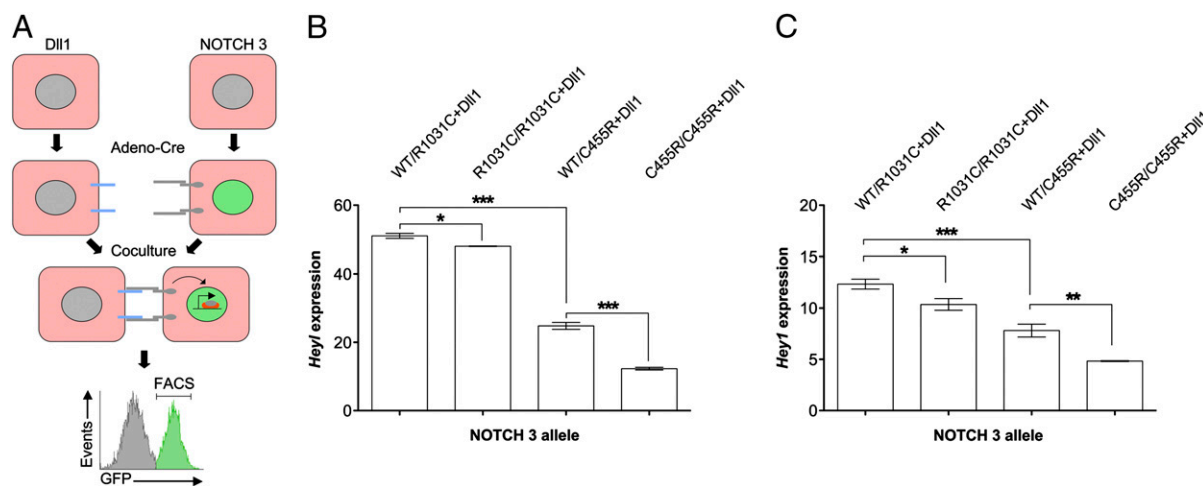 A
Dll1 NOTCH 3
Adeno-Cre
Coculture
FACS
Events
GFP
B
WT/R1031C+Dll1
R1031C/R1031C+Dll1
WT/C455R+Dll1
C455R/C455R+Dll1
***
*
***
60
40
20
0
Heyl expression
NOTCH 3 allele
C
WT/R1031C+Dll1
R1031C/R1031C+Dll1
WT/C455R+Dll1
C455R/C455R+Dll1
***
*
**
20
15
10
5
0
Hey1 expression
NOTCH 3 allele